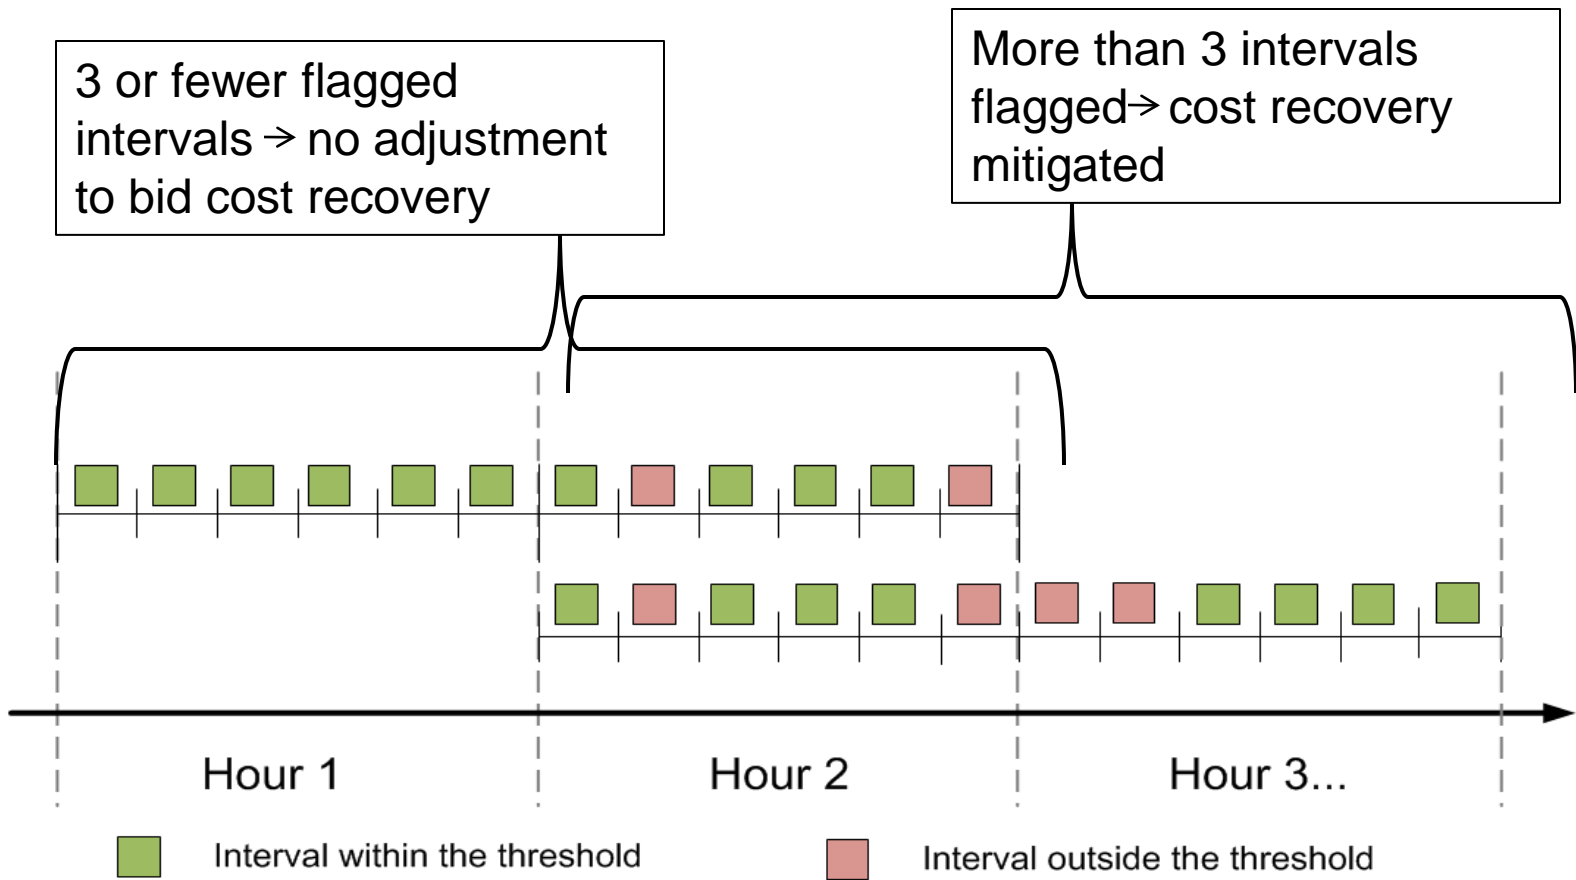 3 or fewer flagged
intervals → no adjustment
to bid cost recovery
More than 3 intervals
flagged→ cost recovery
mitigated
Hour 1
Hour 2
Hour 3...
Interval within the threshold
Interval outside the threshold